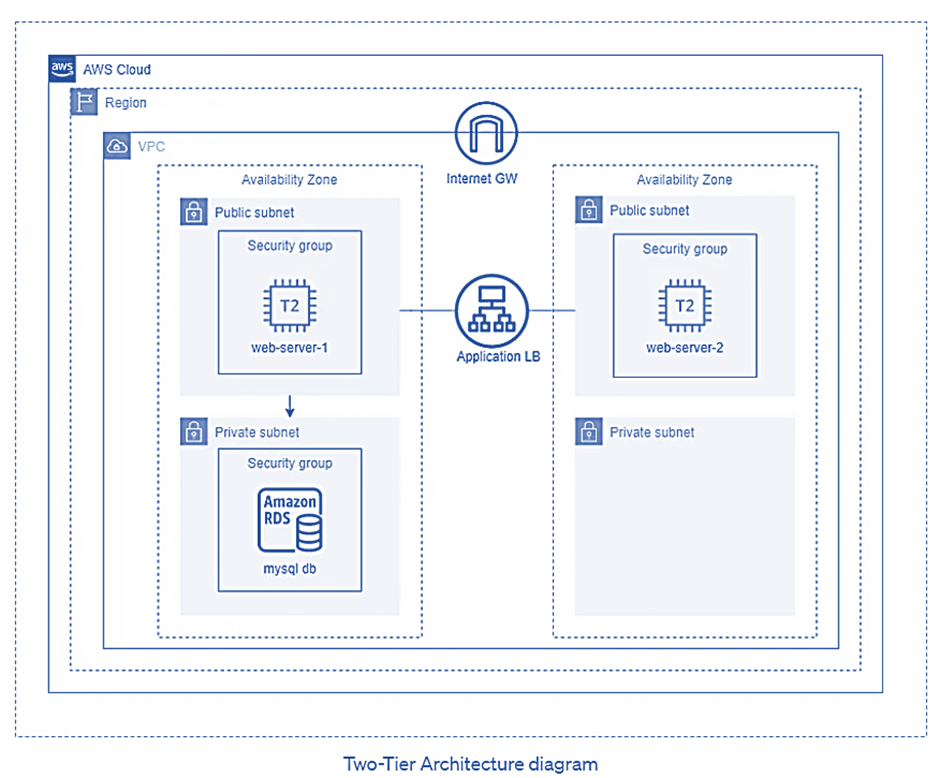 aws AWS Cloud
Region
VPC
Internet GW
Availability Zone
Public subnet
Security group
T2
web-server-1
Private subnet
Security group
Amazon
RDS
mysql db
Application LB
Availability Zone
Public subnet
Security group
T2
web-server-2
Private subnet
Two-Tier Architecture diagram